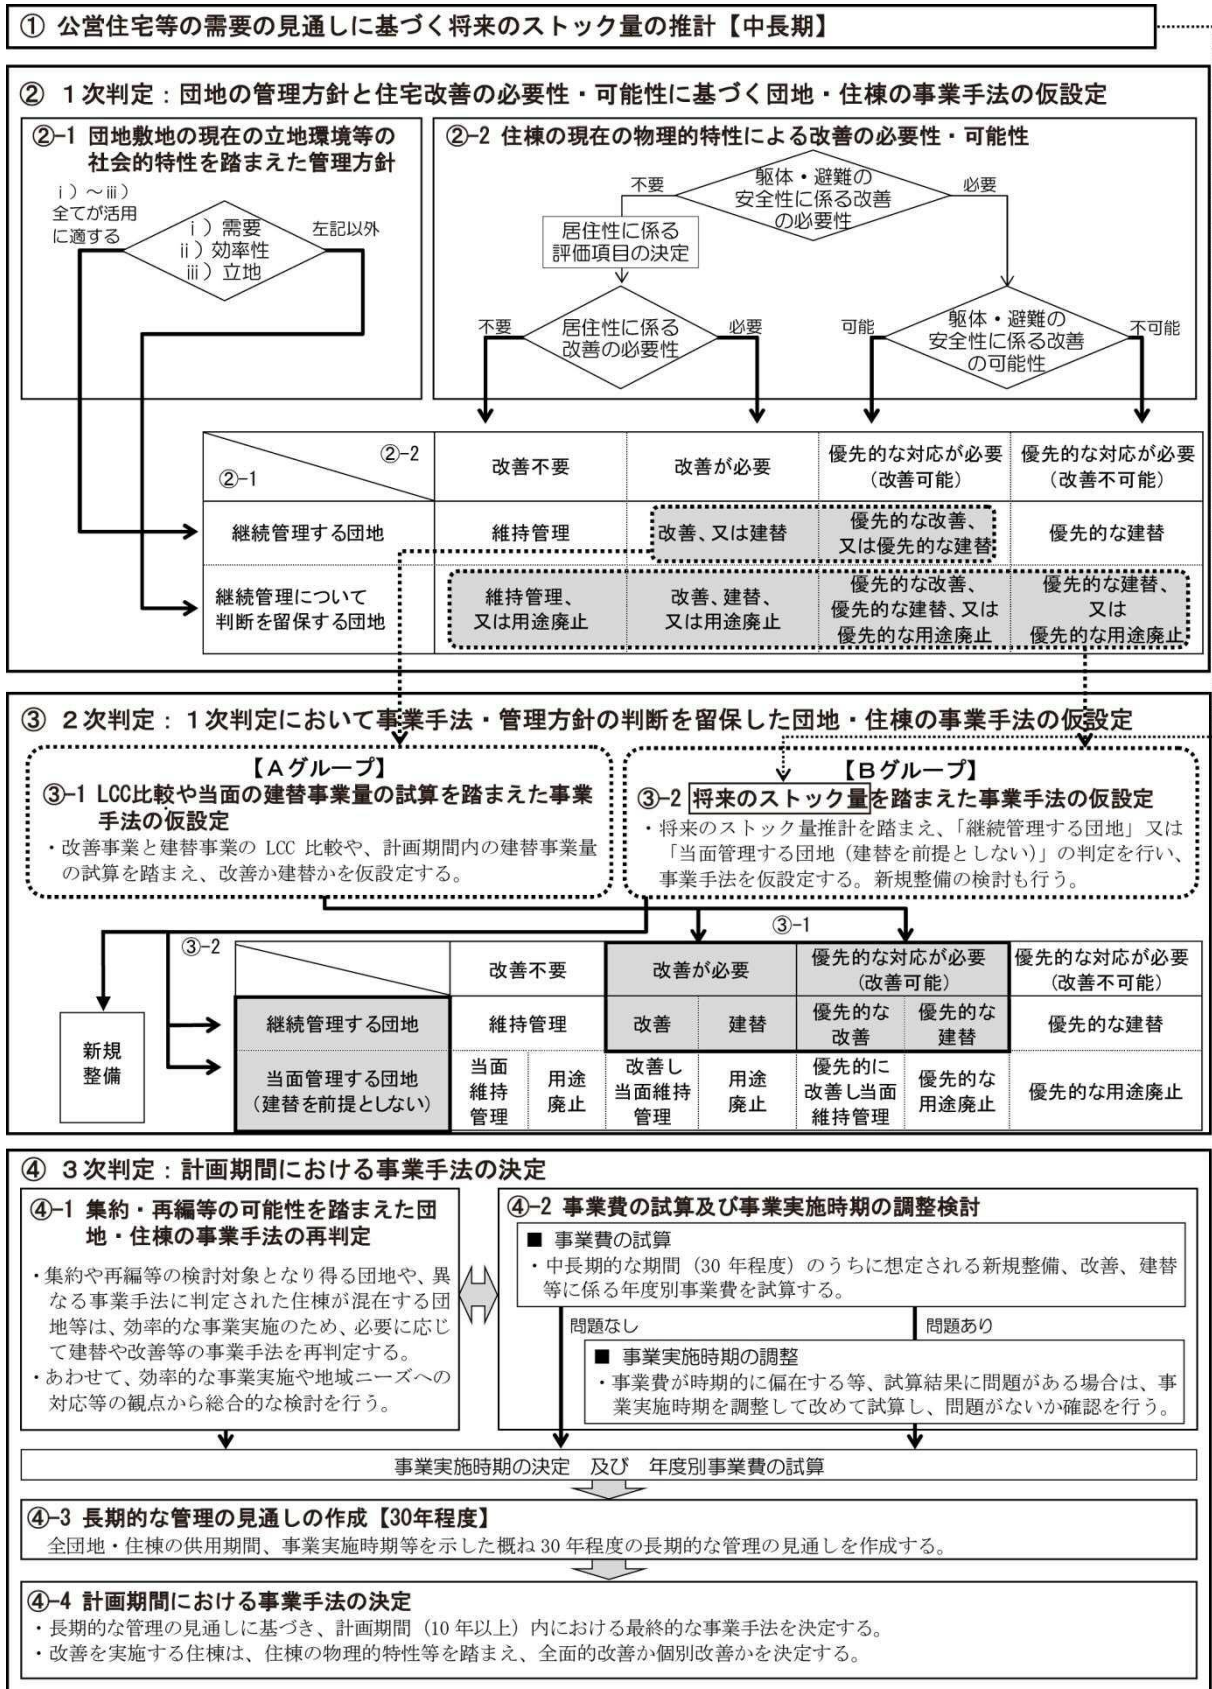 ① 公営住宅等の需要の見通しに基づく将来のストック量の推計【中長期】
② 1次判定：団地の管理方針と住宅改善の必要性・可能性に基づく団地・住棟の事業手法の仮設定
②-1 団地敷地の現在の立地環境等の
社会的特性を踏まえた管理方針
ⅰ）～ⅲ）
全てが活用
に適する
ⅰ）需要
ⅱ）効率性
ⅲ）立地
左記以外
②-2 住棟の現在の物理的特性による改善の必要性・可能性
不要
躯体・避難の
安全性に係る改善
の必要性
必要
居住性に係る
評価項目の決定
不要
居住性に係る
改善の必要性
必要
可能
躯体・避難の
安全性に係る改善
の可能性
不可能
②-2
②-1
改善不要
改善が必要
優先的な対応が必要
（改善可能）
優先的な対応が必要
（改善不可能）
継続管理する団地
維持管理
改善、又は建替
優先的な改善、
又は優先的な建替
優先的な建替
継続管理について
判断を留保する団地
維持管理、
又は用途廃止
改善、建替、
又は用途廃止
優先的な改善、
優先的な建替、又は
優先的な用途廃止
優先的な建替、
又は
優先的な用途廃止
③ 2次判定：1次判定において事業手法・管理方針の判断を留保した団地・住棟の事業手法の仮設定
【Aグループ】
③-1 LCC比較や当面の建替事業量の試算を踏まえた事業
手法の仮設定
・改善事業と建替事業の LCC 比較や、計画期間内の建替事業量
の試算を踏まえ、改善か建替かを仮設定する。
【Bグループ】
③-2 将来のストック量を踏まえた事業手法の仮設定
・将来のストック量推計を踏まえ、「継続管理する団地」又は
「当面管理する団地（建替を前提としない）」の判定を行い、
事業手法を仮設定する。新規整備の検討も行う。
③-1
③-2
改善不要
改善が必要
優先的な対応が必要
（改善可能）
優先的な対応が必要
（改善不可能）
新規
整備
継続管理する団地
維持管理
改善
建替
優先的な
改善
優先的な
建替
優先的な建替
当面管理する団地
（建替を前提としない）
当面
維持
管理
用途
廃止
改善し
当面維持
管理
用途
廃止
優先的に
改善し当面
維持管理
優先的な
用途廃止
優先的な用途廃止
④ 3次判定：計画期間における事業手法の決定
④-1 集約・再編等の可能性を踏まえた団
地・住棟の事業手法の再判定
・集約や再編等の検討対象となり得る団地や、異
なる事業手法に判定された住棟が混在する団
地等は、効率的な事業実施のため、必要に応じ
て建替や改善等の事業手法を再判定する。
・あわせて、効率的な事業実施や地域ニーズへの
対応等の観点から総合的な検討を行う。
④-2 事業費の試算及び事業実施時期の調整検討
■ 事業費の試算
・中長期的な期間（30 年程度）のうちに想定される新規整備、改善、建替
等に係る年度別事業費を試算する。
問題なし
問題あり
■ 事業実施時期の調整
・事業費が時期的に偏在する等、試算結果に問題がある場合は、事
業実施時期を調整して改めて試算し、問題がないか確認を行う。
事業実施時期の決定 及び 年度別事業費の試算
④-3 長期的な管理の見通しの作成【30年程度】
全団地・住棟の供用期間、事業実施時期等を示した概ね 30 年程度の長期的な管理の見通しを作成する。
④-4 計画期間における事業手法の決定
・長期的な管理の見通しに基づき、計画期間（10 年以上）内における最終的な事業手法を決定する。
・改善を実施する住棟は、住棟の物理的特性等を踏まえ、全面的改善か個別改善かを決定する。